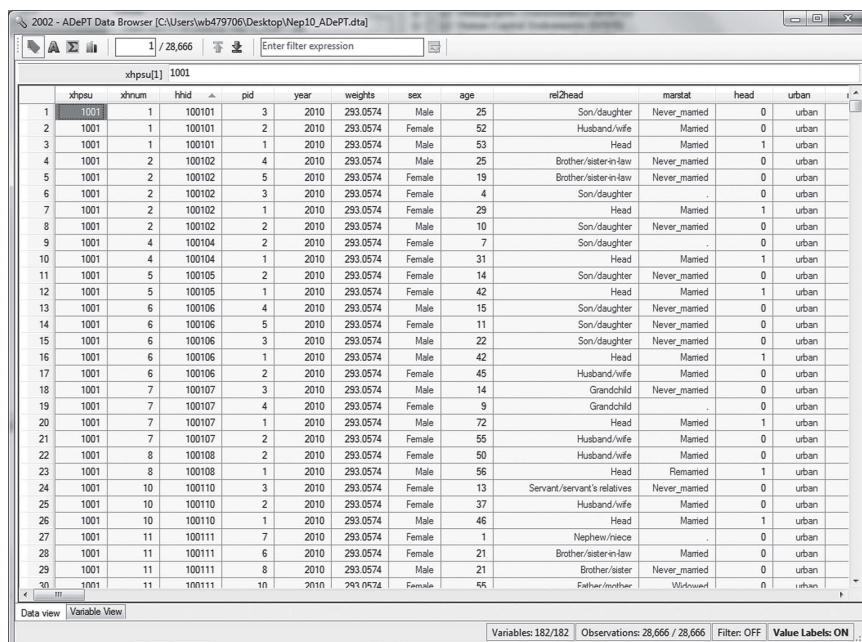 2002 - ADePT Data Browser [C:\Users\wb479706\Desktop\Nep10_ADePT.dta]
1 / 28,666 Enter filter expression
xhpsu[1] 1001
xhpsu xhnum hhid pid year weights sex age rel2head marstat head urban
1 1001 1 100101 3 2010 293.0574 Male 25 Son/daughter Never_married 0 urban
2 1001 1 100101 2 2010 293.0574 Female 52 Husband/wife Married 0 urban
3 1001 1 100101 1 2010 293.0574 Male 53 Head Married 1 urban
4 1001 2 100102 4 2010 293.0574 Male 25 Brother/sister-in-law Never_married 0 urban
5 1001 2 100102 5 2010 293.0574 Female 19 Brother/sister-in-law Never_married 0 urban
6 1001 2 100102 3 2010 293.0574 Female 4 Son/daughter . 0 urban
7 1001 2 100102 1 2010 293.0574 Female 29 Head Married 1 urban
8 1001 2 100102 2 2010 293.0574 Male 10 Son/daughter Never_married 0 urban
9 1001 4 100104 2 2010 293.0574 Female 7 Son/daughter . 0 urban
10 1001 4 100104 1 2010 293.0574 Female 31 Head Married 1 urban
11 1001 5 100105 2 2010 293.0574 Female 14 Son/daughter Never_married 0 urban
12 1001 5 100105 1 2010 293.0574 Female 42 Head Married 1 urban
13 1001 6 100106 4 2010 293.0574 Male 15 Son/daughter Never_married 0 urban
14 1001 6 100106 5 2010 293.0574 Female 11 Son/daughter Never_married 0 urban
15 1001 6 100106 3 2010 293.0574 Male 22 Son/daughter Never_married 0 urban
16 1001 6 100106 1 2010 293.0574 Male 42 Head Married 1 urban
17 1001 6 100106 2 2010 293.0574 Female 45 Husband/wife Married 0 urban
18 1001 7 100107 3 2010 293.0574 Male 14 Grandchild Never_married 0 urban
19 1001 7 100107 4 2010 293.0574 Female 9 Grandchild . 0 urban
20 1001 7 100107 1 2010 293.0574 Male 72 Head Married 1 urban
21 1001 7 100107 2 2010 293.0574 Female 55 Husband/wife Married 0 urban
22 1001 8 100108 2 2010 293.0574 Female 50 Husband/wife Married 0 urban
23 1001 8 100108 1 2010 293.0574 Male 56 Head Remarried 1 urban
24 1001 10 100110 3 2010 293.0574 Female 13 Servant/servant's relatives Never_married 0 urban
25 1001 10 100110 2 2010 293.0574 Female 37 Husband/wife Married 0 urban
26 1001 10 100110 1 2010 293.0574 Male 46 Head Married 1 urban
27 1001 11 100111 7 2010 293.0574 Female 1 Nephew/niece . 0 urban
28 1001 11 100111 6 2010 293.0574 Female 21 Brother/sister-in-law Married 0 urban
29 1001 11 100111 8 2010 293.0574 Male 21 Brother/sister Never_married 0 urban
30 1001 11 100111 10 2010 293.0574 Female 55 Father/mother Widowed 0 urban
Data view Variable View
Variables: 182/182 Observations: 28,666 / 28,666 Filter: OFF Value Labels: ON